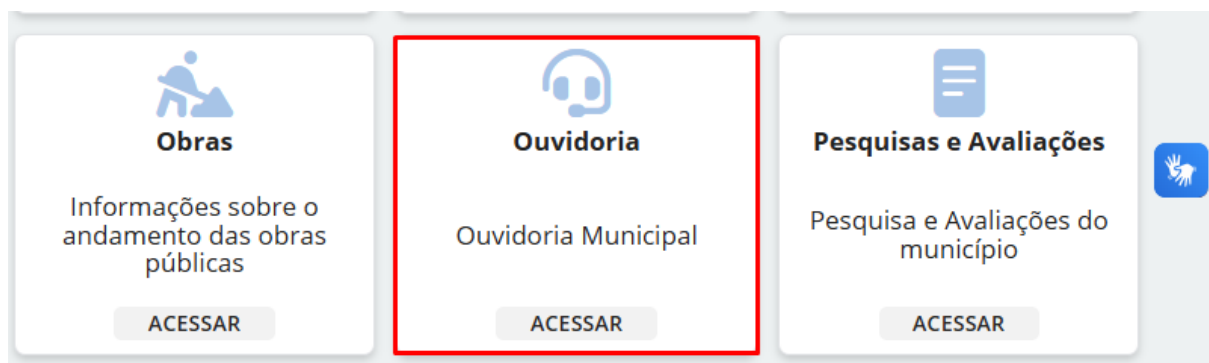 Obras
Informações sobre o
andamento das obras
públicas
ACESSAR
Ouvidoria
Ouvidoria Municipal
ACESSAR
Pesquisas e Avaliações
Pesquisa e Avaliações do
município
ACESSAR